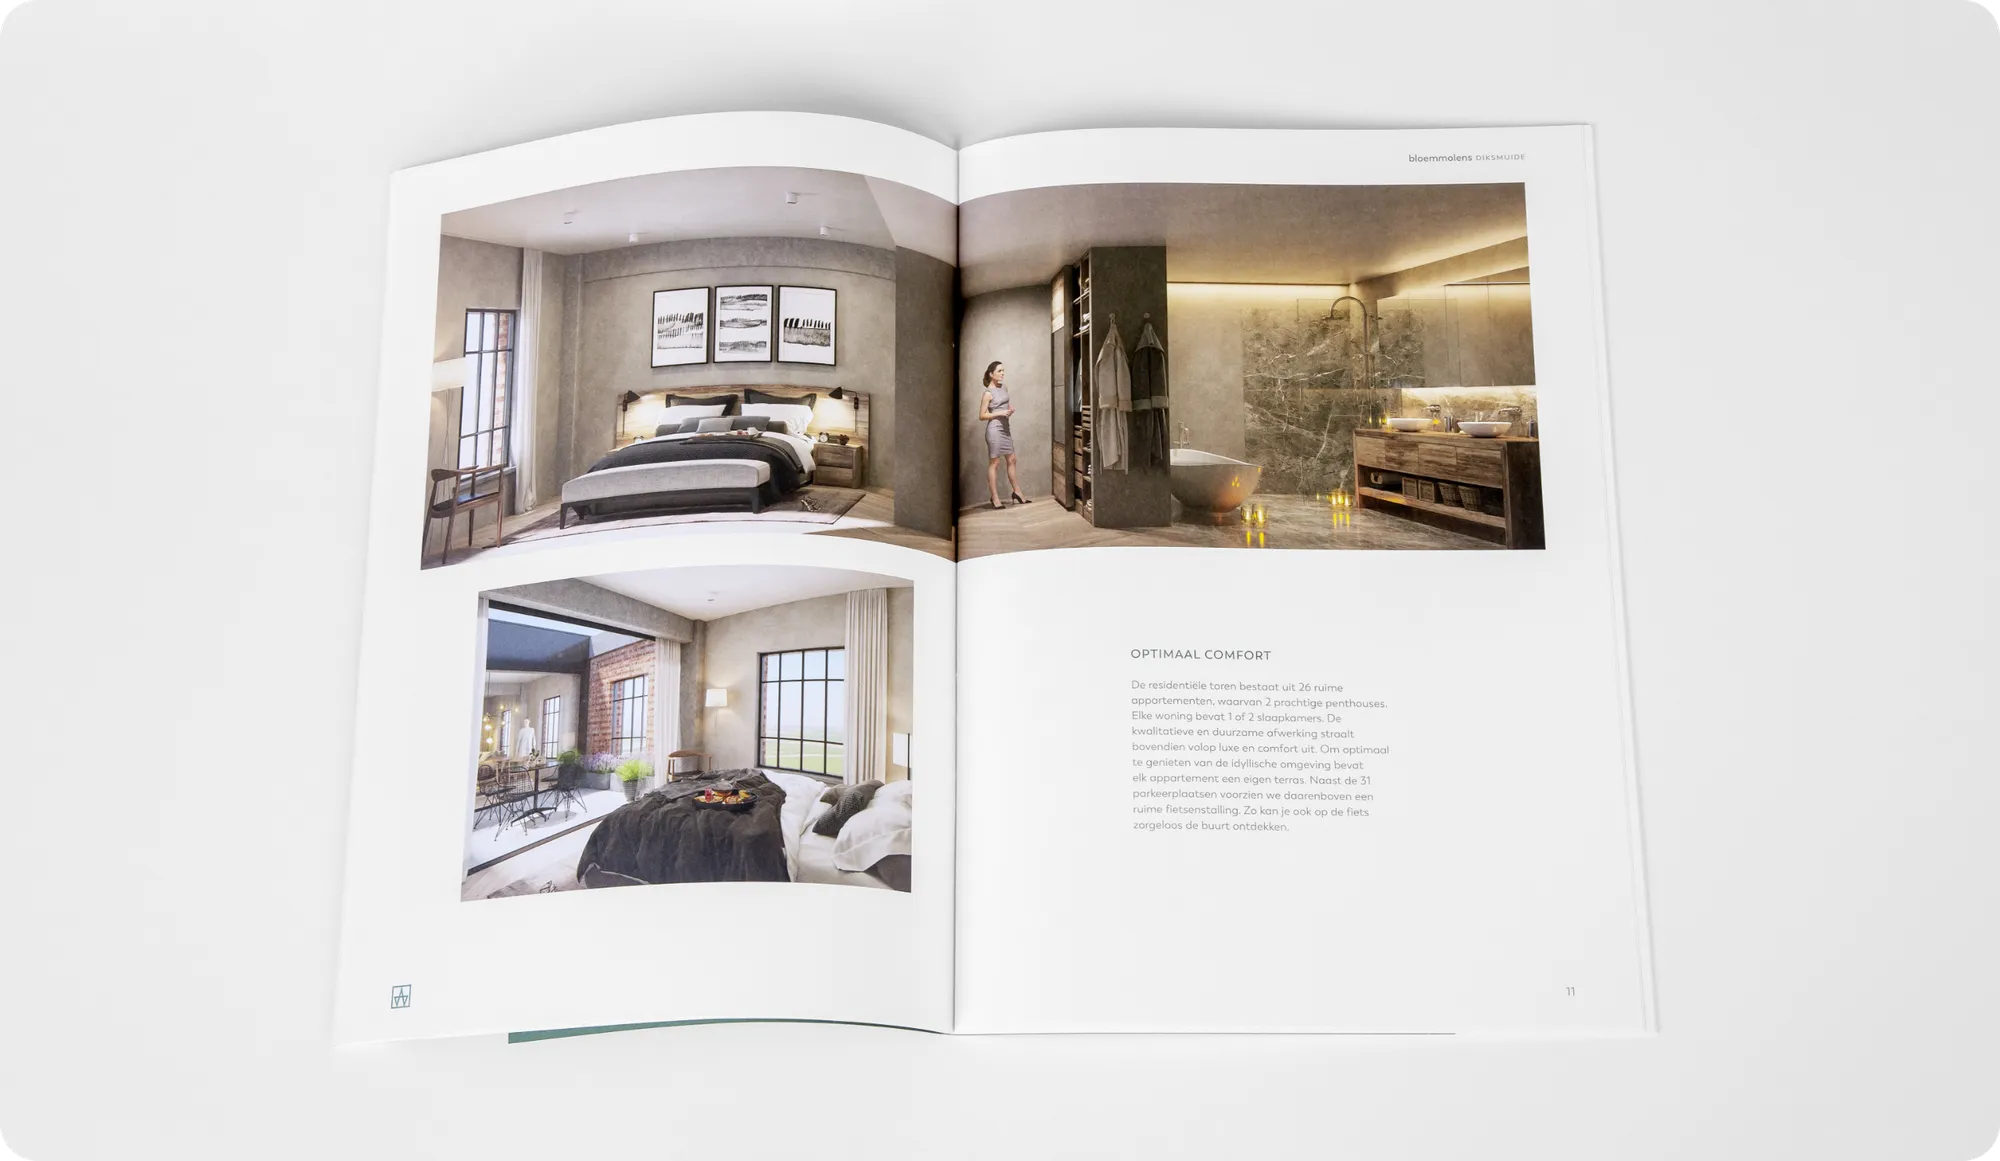 bloemmolens DIKSMUIDE
OPTIMAAL COMFORT
De residentiële toren bestaat uit 26 ruime
appartementen, waarvan 2 prachtige penthouses.
Elke woning bevat 1 of 2 slaapkamers. De
kwalitatieve en duurzame afwerking straalt
bovendien volop luxe en comfort uit. Om optimaal
te genieten van de idyllische omgeving bevat
elk appartement een eigen terras. Naast de 31
parkeerplaatsen voorzien we daarenboven een
ruime fietsenstalling. Zo kan je ook op de fiets
zorgeloos de buurt ontdekken.
11